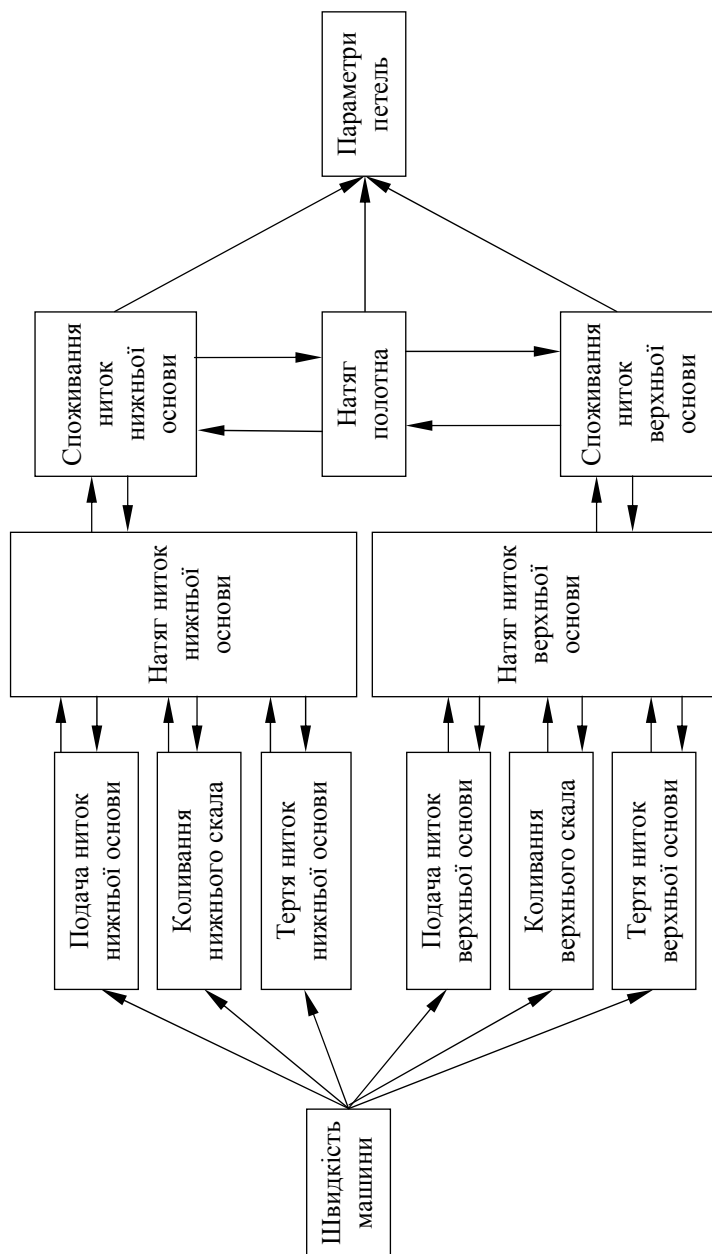 Швидкість
машини
Подача ниток
нижньої основи
Коливання
нижнього скала
Тертя ниток
нижньої основи
Подача ниток
верхньої основи
Коливання
верхнього скала
Тертя ниток
верхньої основи
Натяг ниток
нижньої
основи
Натяг ниток
верхньої
основи
Споживання
ниток
нижньої
основи
Натяг
полотна
Споживання
ниток
верхньої
основи
Параметри
петель